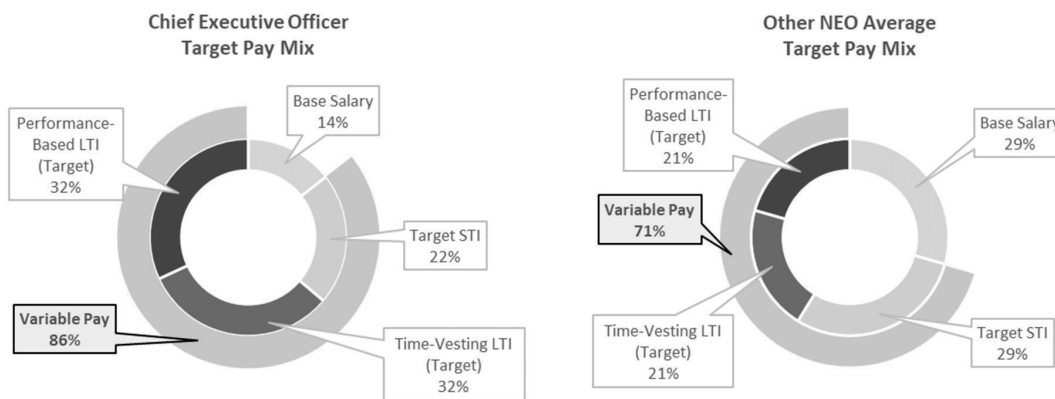 Chief Executive Officer
Target Pay Mix
Performance-
Based LTI
(Target)
32%
Base Salary
14%
Target STI
22%
Variable Pay
86%
Time-Vesting LTI
(Target)
32%
Other NEO Average
Target Pay Mix
Performance-
Based LTI
(Target)
21%
Base Salary
29%
Variable Pay
71%
Time-Vesting LTI
(Target)
21%
Target STI
29%